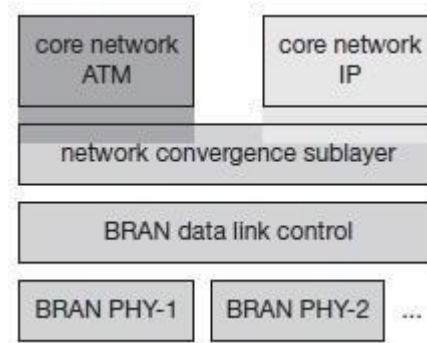 core network
ATM
core network
IP
network convergence sublayer
BRAN data link control
BRAN PHY-1
BRAN PHY-2
...